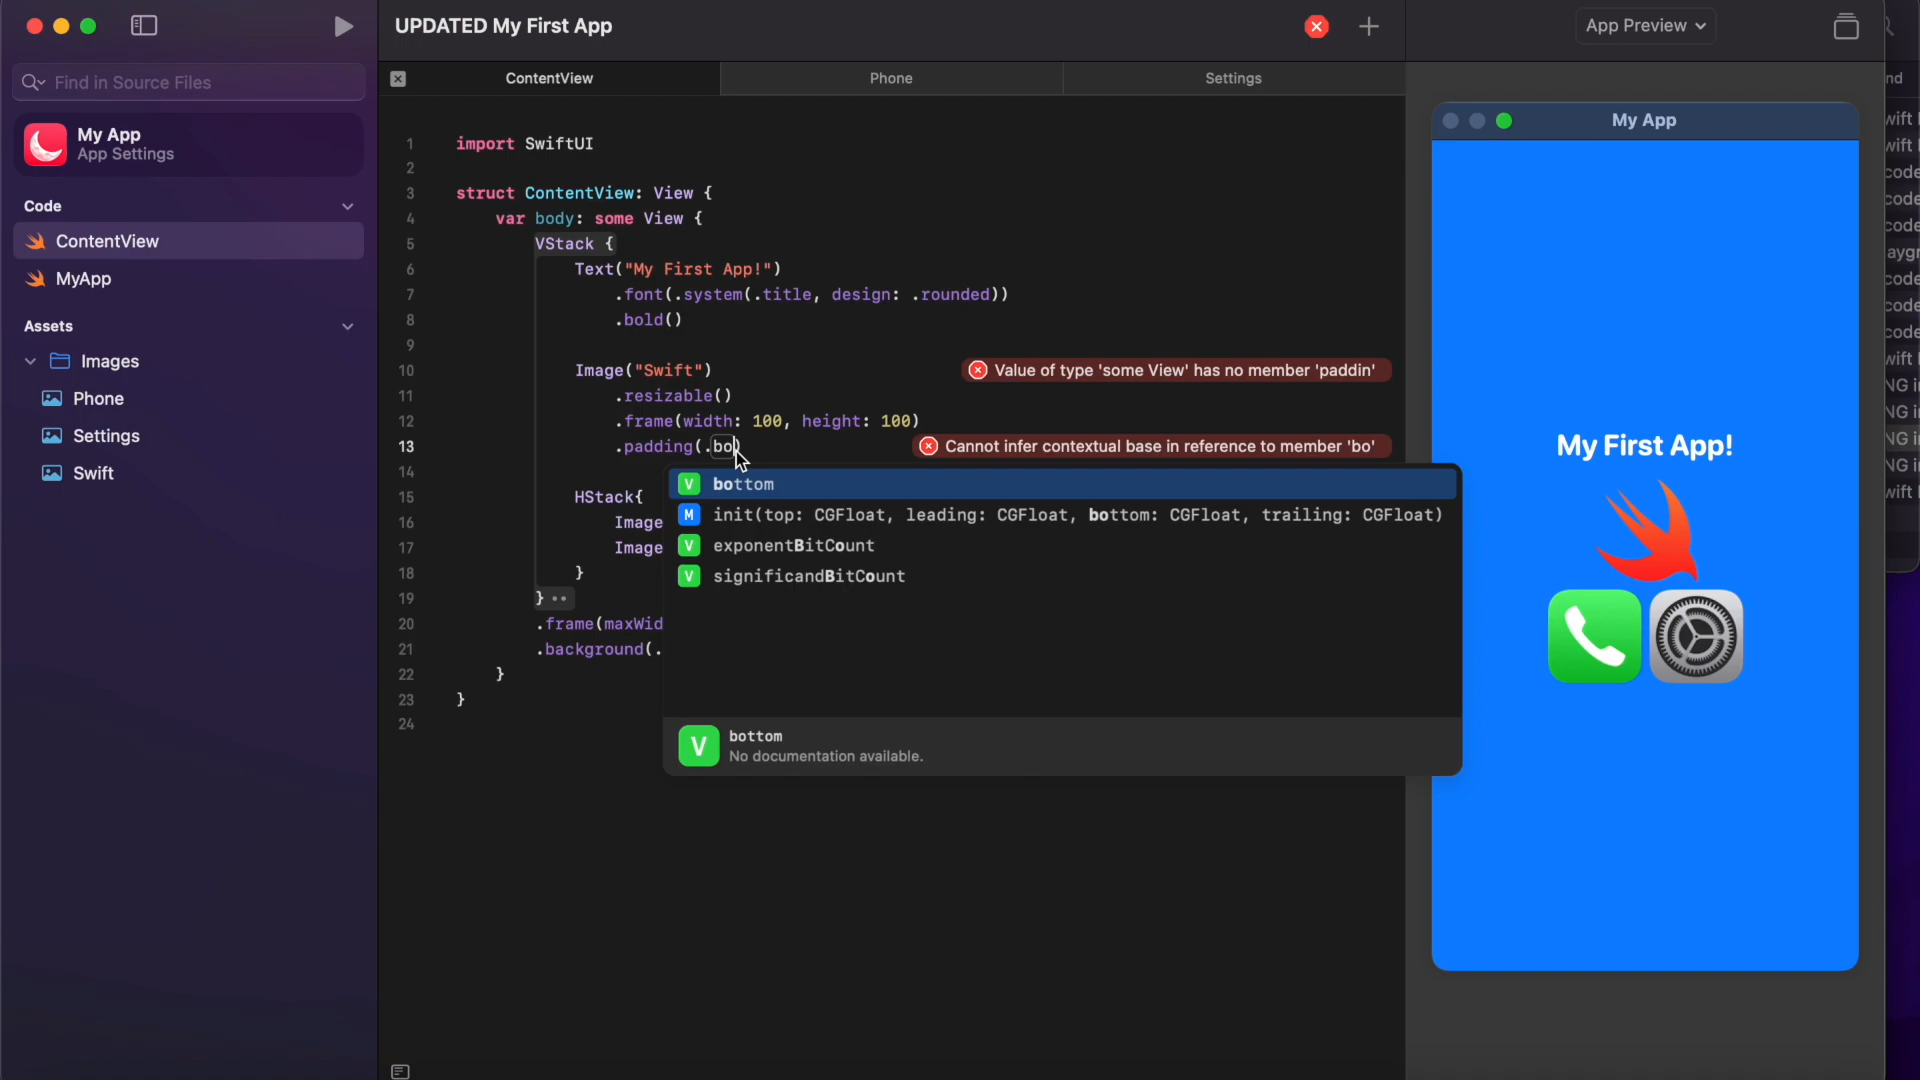 UPDATED My First App
App Preview
Find in Source Files
ContentView
Phone
Settings
nd
My App
App Settings
Code
ContentView
MyApp
Assets
Images
Phone
Settings
Swift
1 import SwiftUI
2
3 struct ContentView: View {
4 var body: some View {
5 VStack {
6 Text("My First App!")
7 .font(.system(.title, design: .rounded))
8 .bold()
9
10 Image("Swift")
Value of type 'some View' has no member 'paddin'
11 .resizable()
12 .frame(width: 100, height: 100)
13 .padding(.bo)
Cannot infer contextual base in reference to member 'bo'
14
15 HStack{
16 Image
17 Image
18 }
19 }
20 .frame(maxWid
21 .background(.
22 }
23 }
24
V bottom
M init(top: CGFloat, leading: CGFloat, bottom: CGFloat, trailing: CGFloat)
V exponentBitCount
V significandBitCount
V bottom
No documentation available.
My App
My First App!